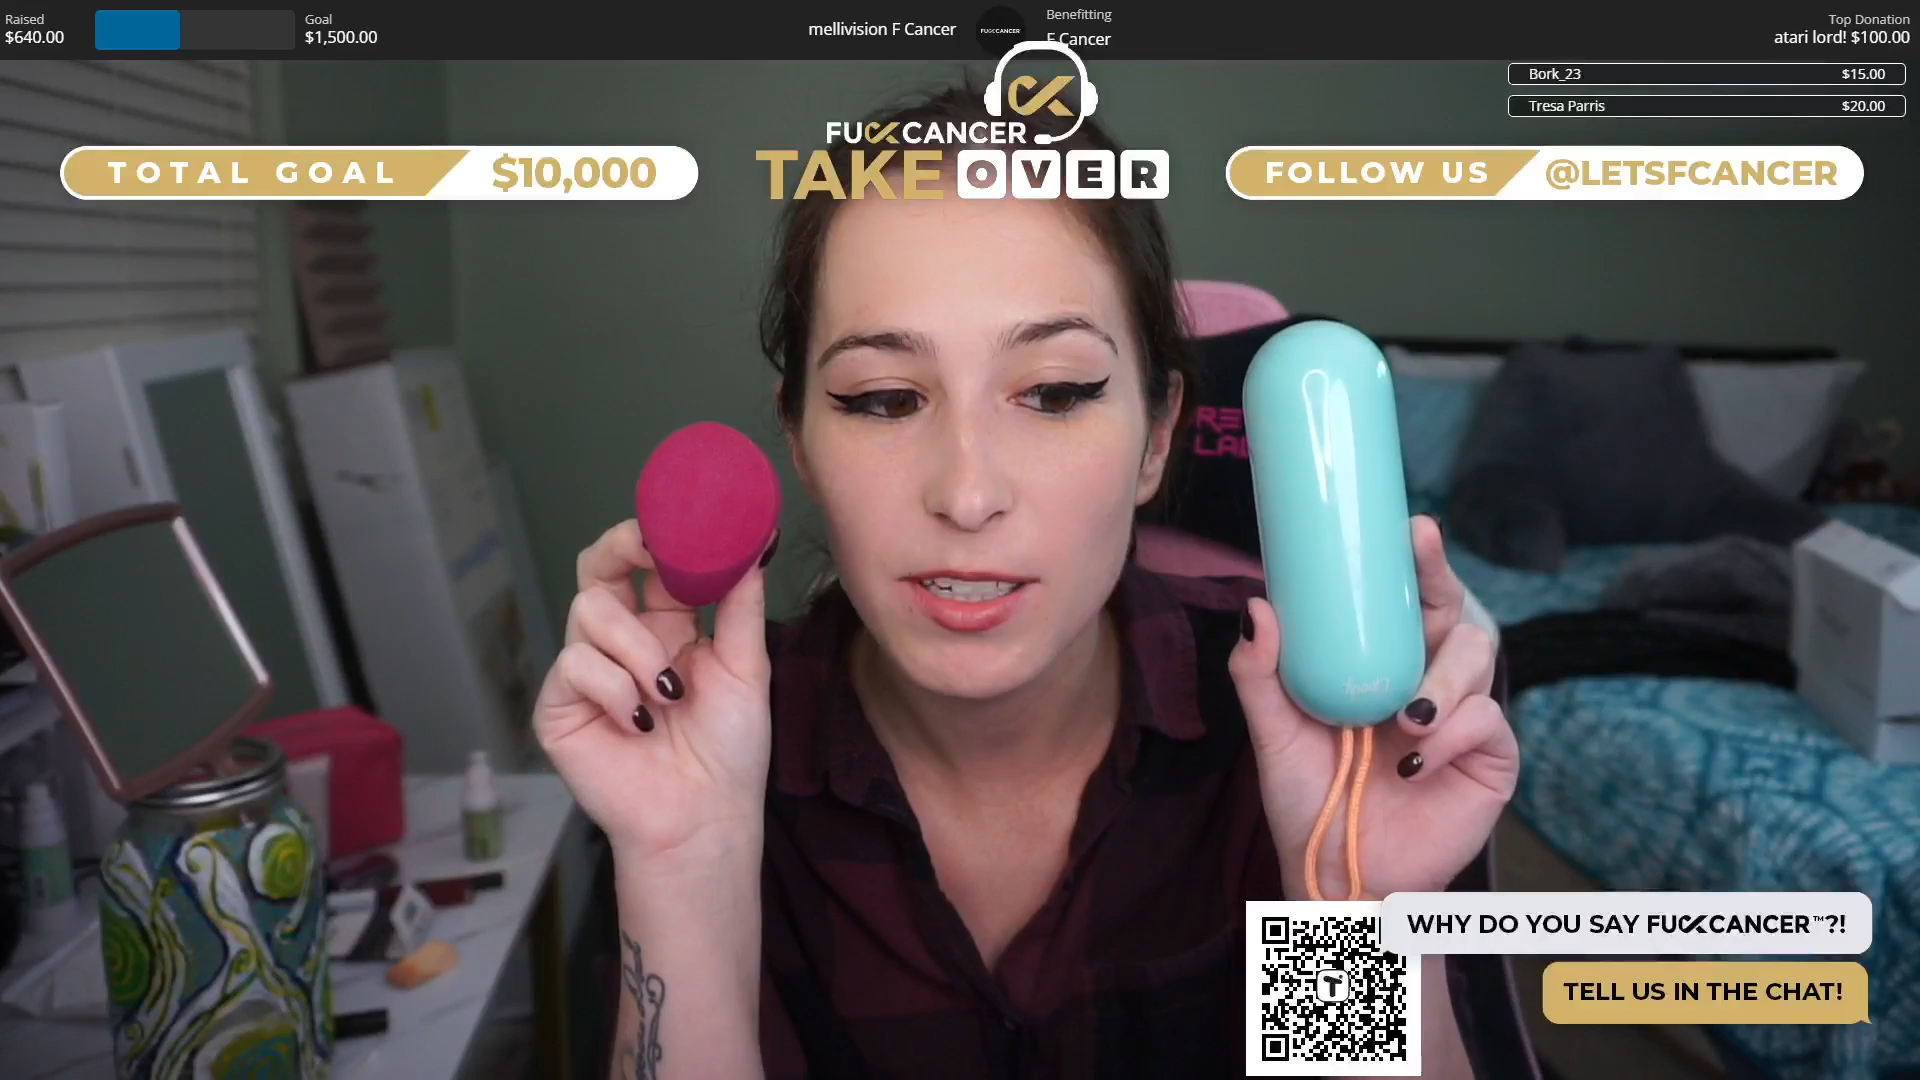 Raised
$640.00
Goal
$1,500.00
mellivision F Cancer
FUCKCANCER
Benefitting
F Cancer
Top Donation
atari lord! $100.00
Bork_23
$15.00
Tresa Parris
$20.00
FUCKCANCER
TAKEOVER
TOTAL GOAL
$10,000
FOLLOW US
@LETSFCANCER
WHY DO YOU SAY FUCKCANCER™?!
TELL US IN THE CHAT!
T